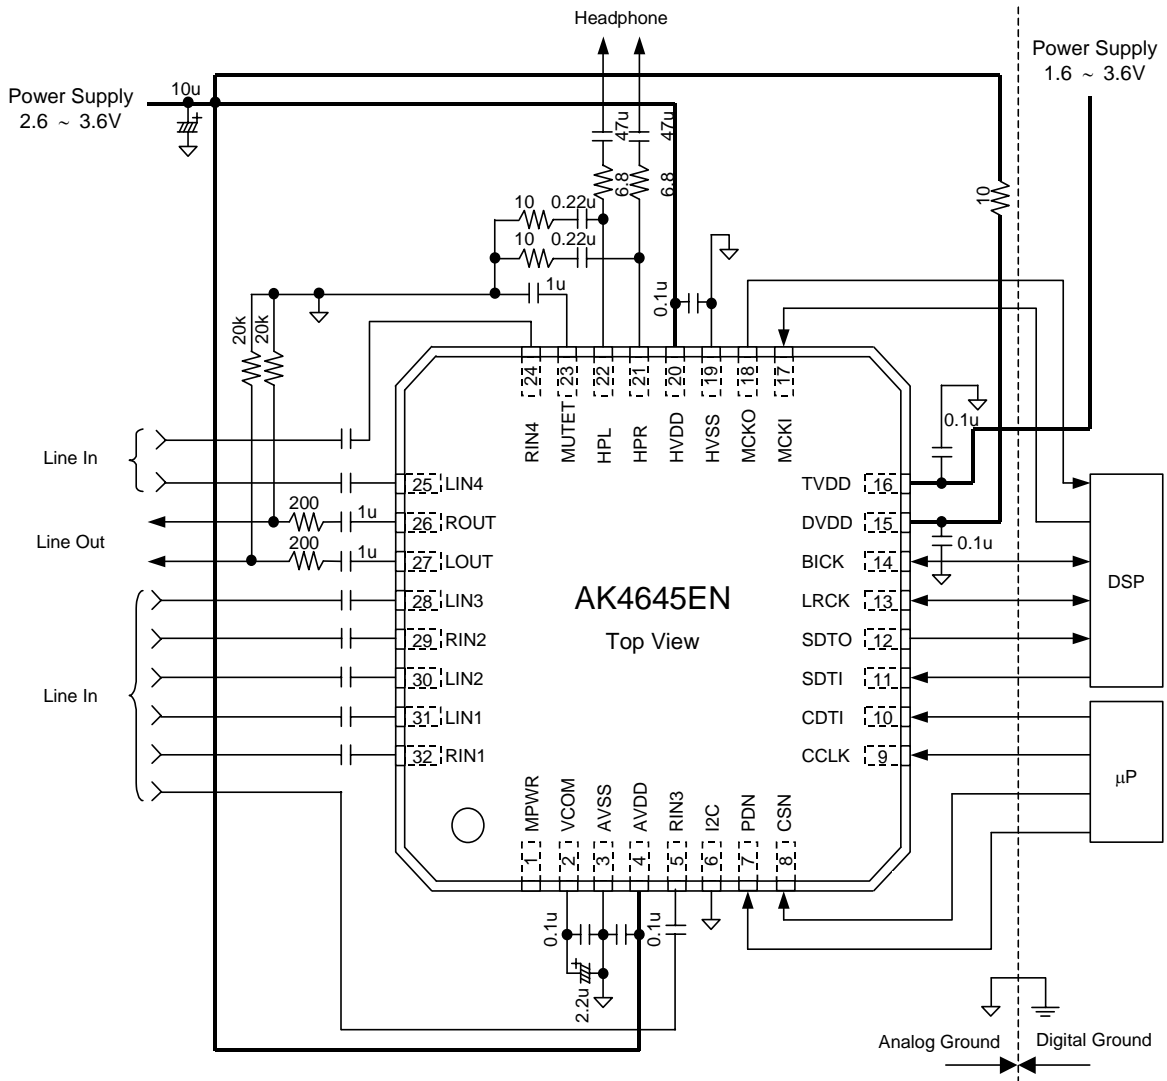 Headphone
Power Supply
1.6 ~ 3.6V
Power Supply
2.6 ~ 3.6V
10u
+
47u
47u
6.8
6.8
10
10
0.22u
10
0.22u
1u
0.1u
20k
20k
24
23
22
21
20
19
18
17
RIN4
MUTET
HPL
HPR
HVDD
HVSS
MCKO
MCKI
0.1u
Line In
25 LIN4
TVDD 16
200
1u
26 ROUT
DVDD 15
Line Out
200
1u
27 LOUT
BICK 14
0.1u
DSP
28 LIN3
AK4645EN
LRCK 13
29 RIN2
Top View
SDTO 12
30 LIN2
SDTI 11
Line In
31 LIN1
CDTI 10
32 RIN1
CCLK 9
µP
MPWR
VCOM
AVSS
AVDD
RIN3
I2C
PDN
CSN
1
2
3
4
5
6
7
8
0.1u
0.1u
+
2.2u
Analog Ground
Digital Ground